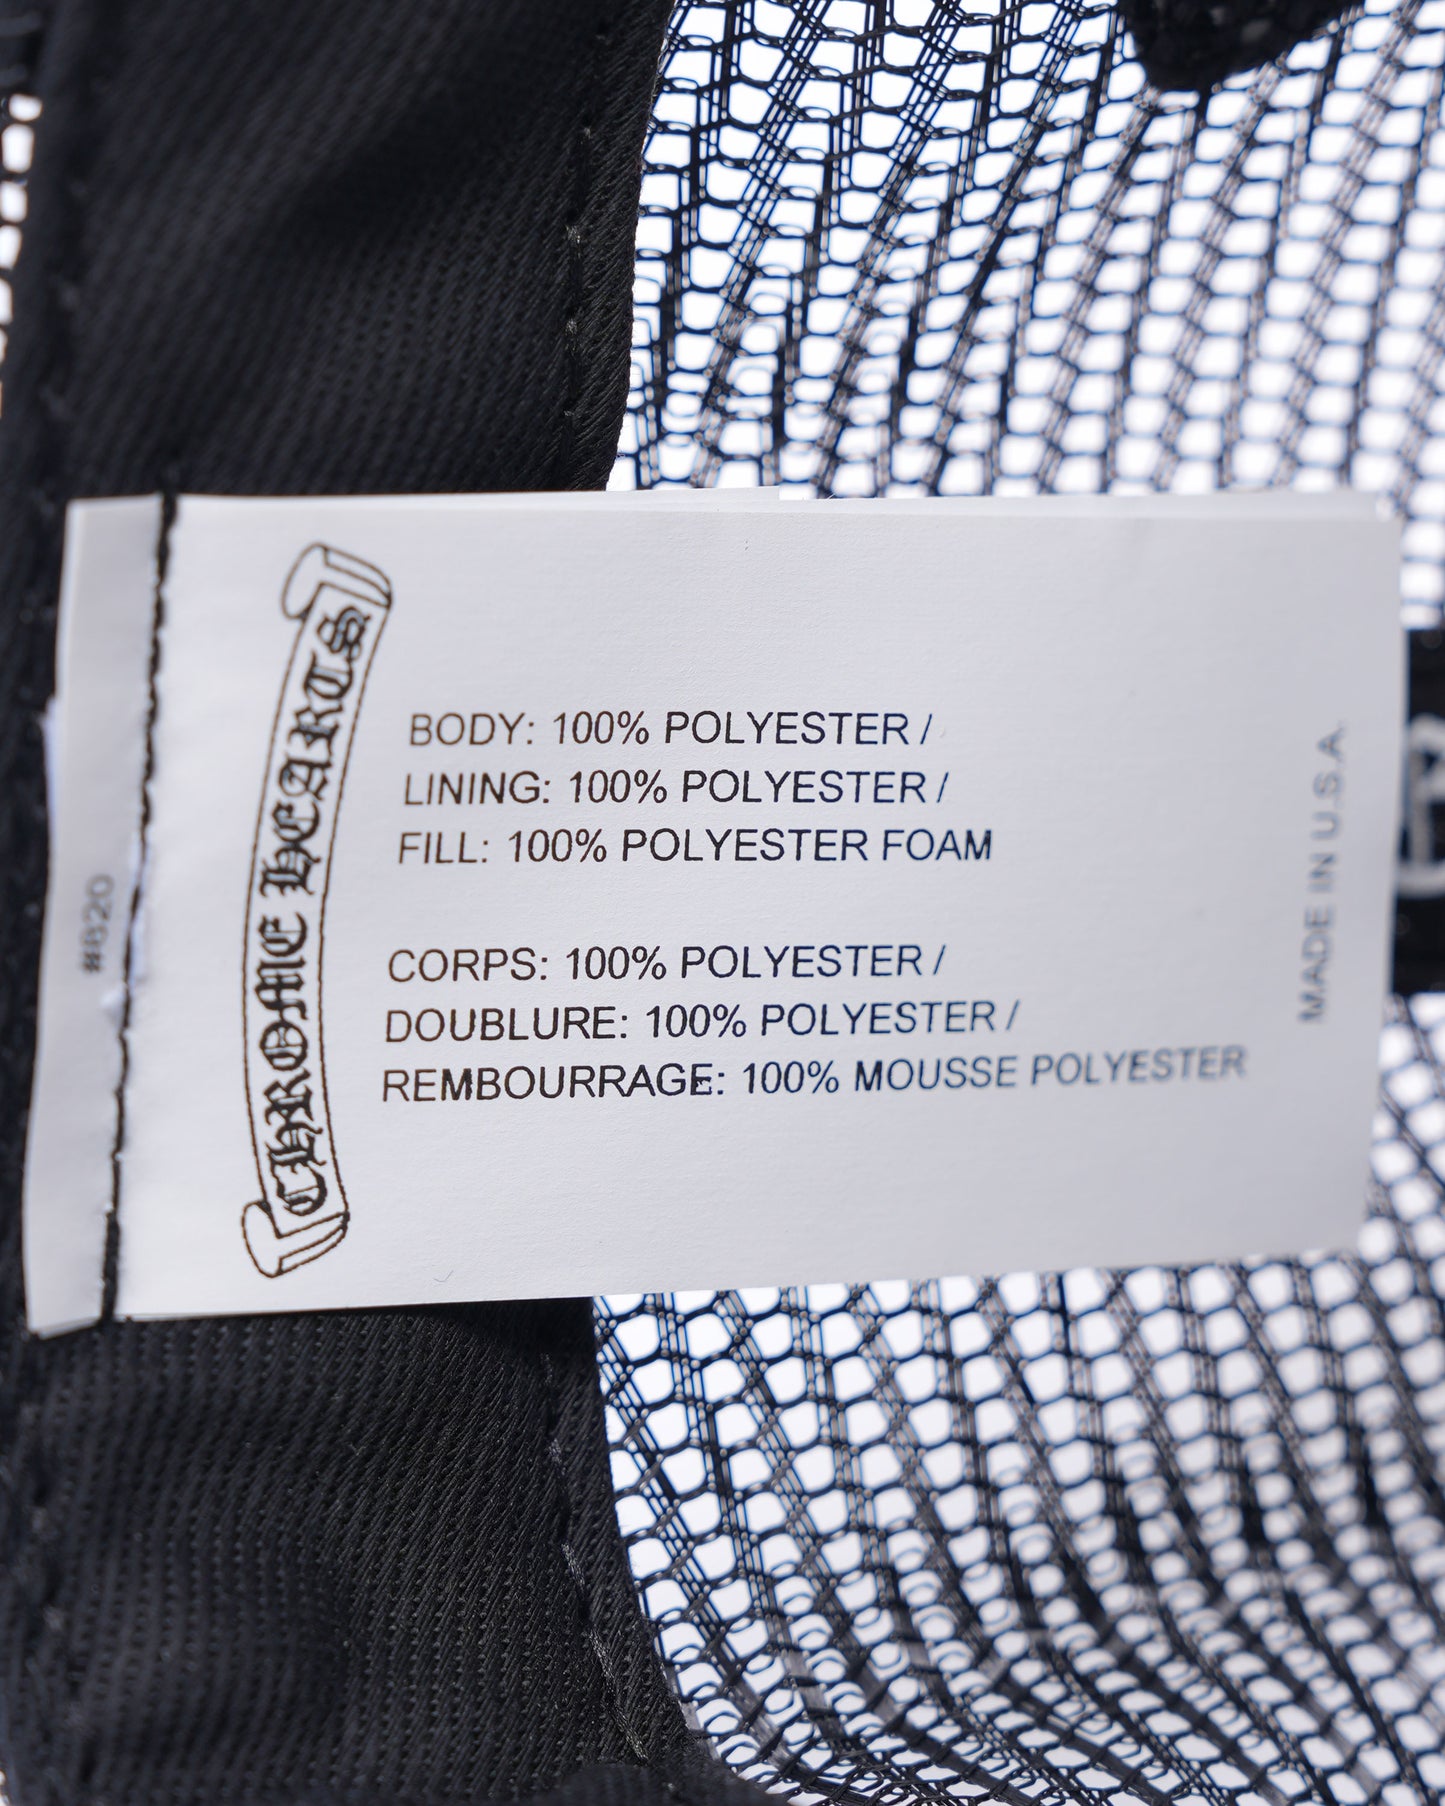 CHROME HEARTS
BODY: 100% POLYESTER /
LINING: 100% POLYESTER /
FILL: 100% POLYESTER FOAM
CORPS: 100% POLYESTER /
DOUBLURE: 100% POLYESTER /
REMBOURRAGE: 100% MOUSSE POLYESTER
MADE IN U.S.A.
#820